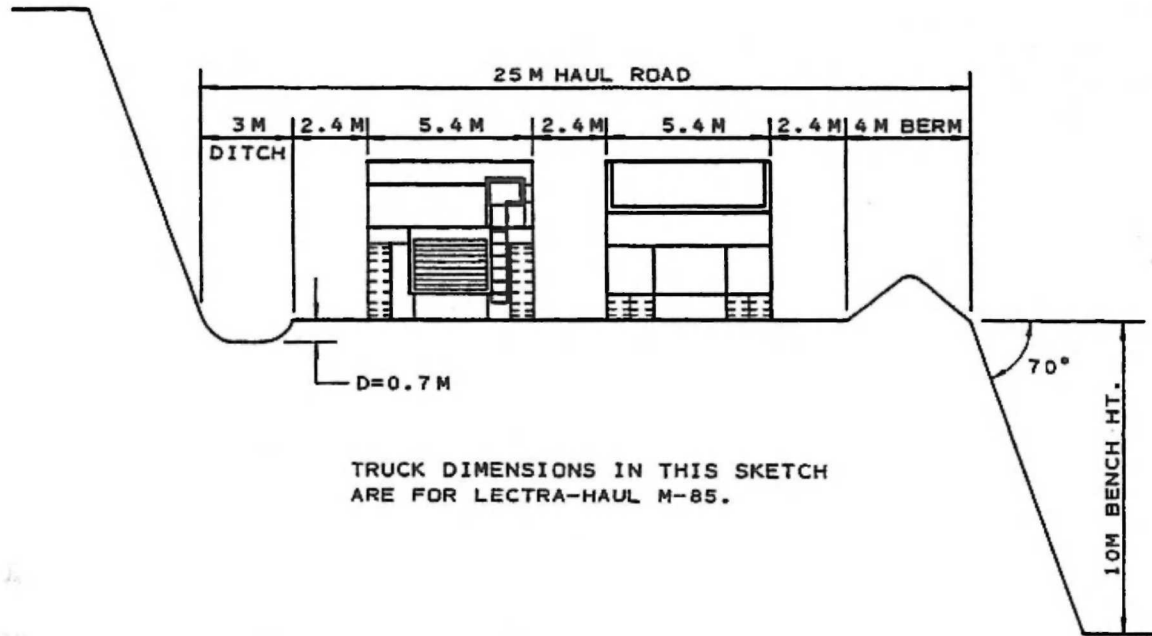 25 M HAUL ROAD
3 M 2.4 M 5.4 M 2.4 M 5.4 M 2.4 M 4 M BERM
DITCH
D=0.7 M
70°
10M BENCH HT.
TRUCK DIMENSIONS IN THIS SKETCH
ARE FOR LECTRA-HAUL M-85.